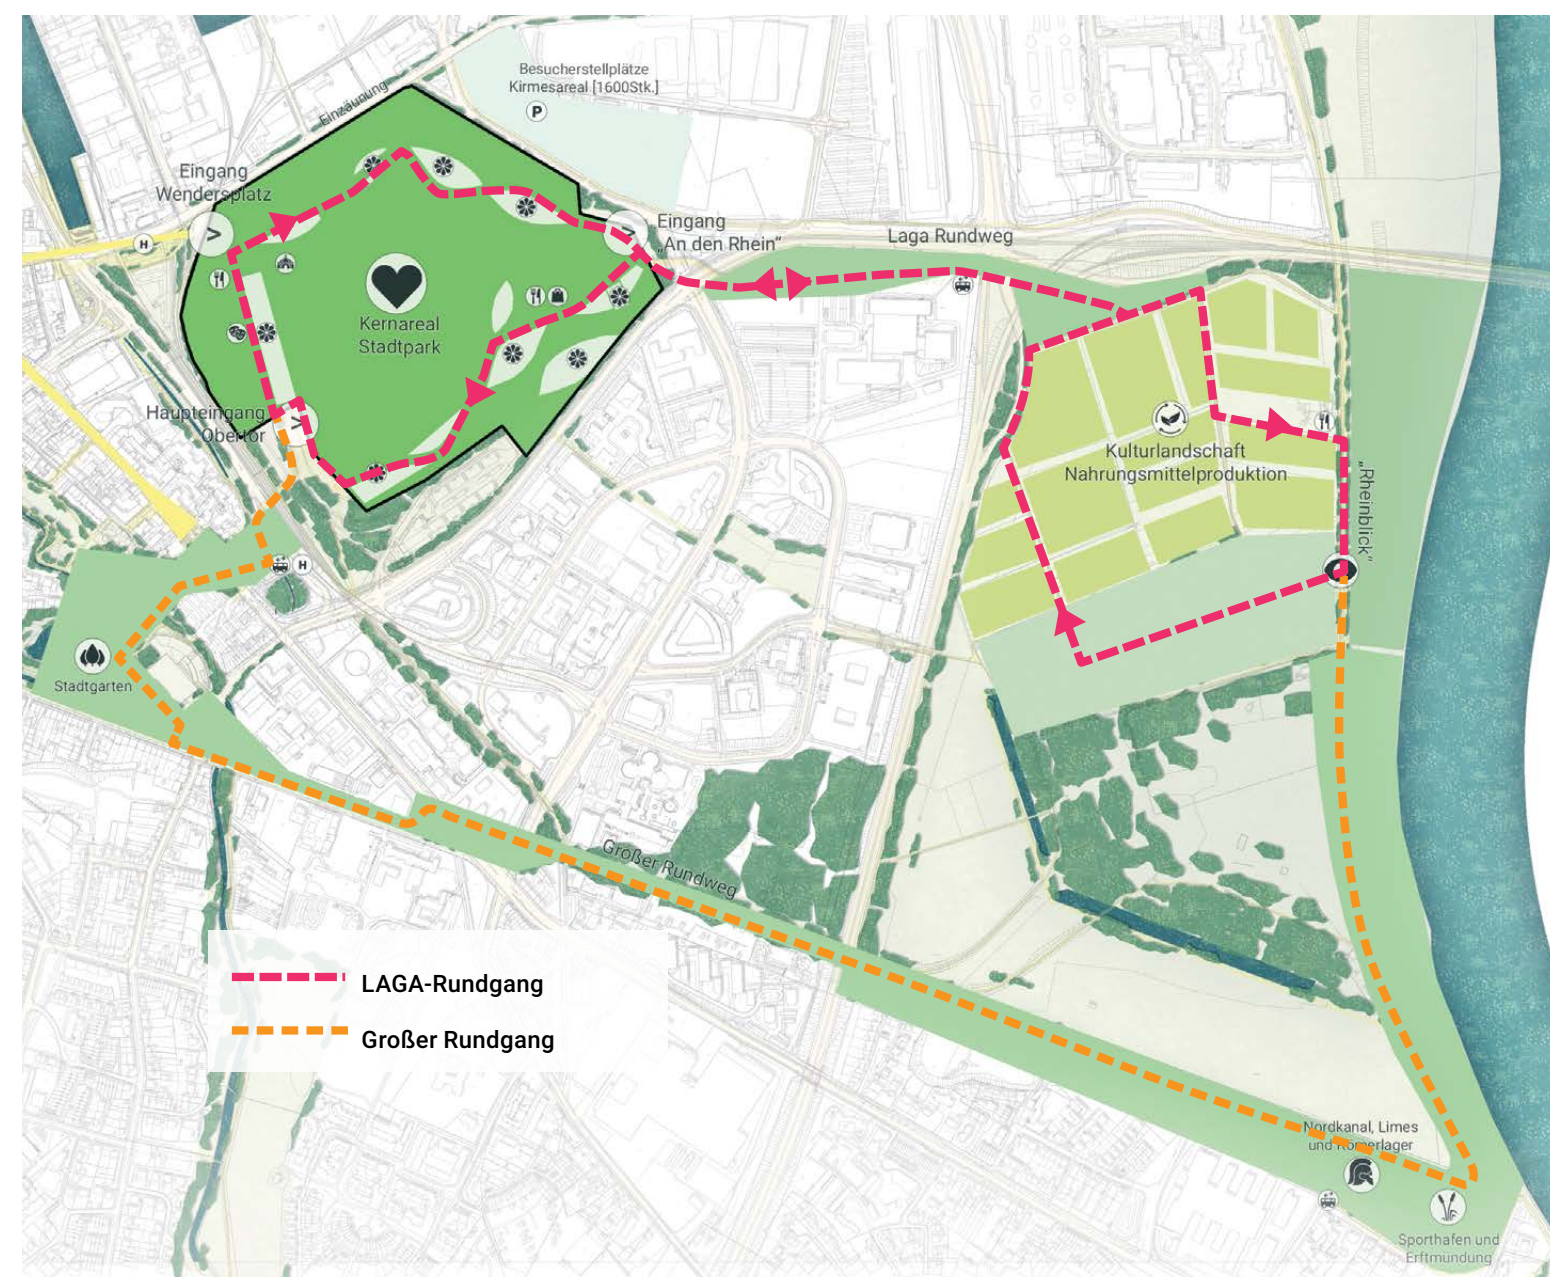 Besucherstellplätze
Kirmesareal [1600Stk.]
P
Einzäunung
Eingang
Wendersplatz
H
Eingang
„An den Rhein“
Laga Rundweg
Kernareal
Stadtpark
Haupteingang
Obertor
Kulturlandschaft
Nahrungsmittelproduktion
„Rheinblick“
H
Stadtgarten
Großer Rundweg
LAGA-Rundgang
Großer Rundgang
Nordkanal, Limes
und Römerlager
Sporthafen und
Erftmündung